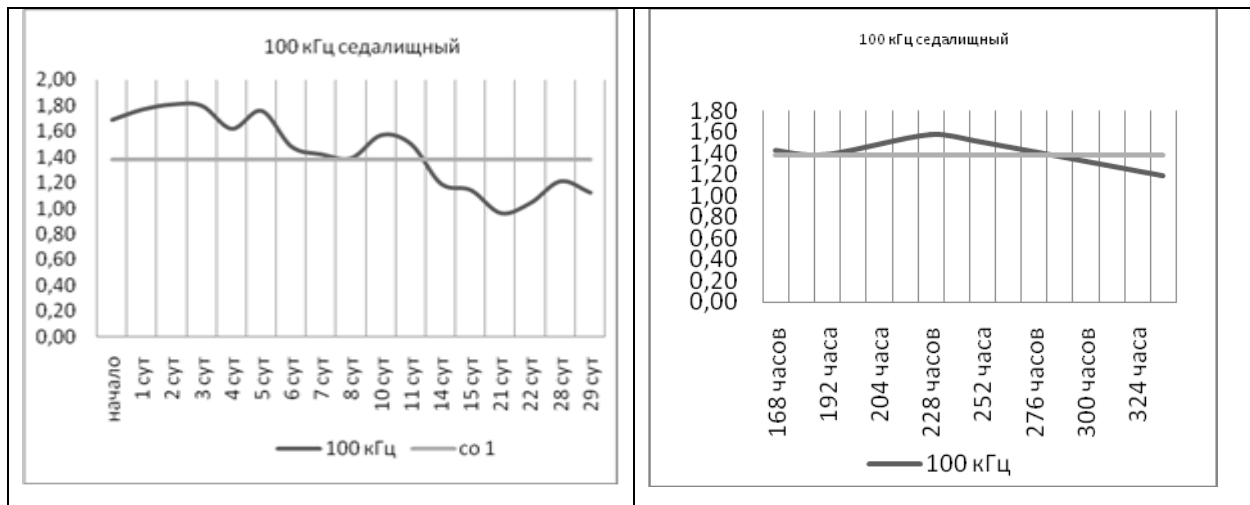 100 кГц седалищный
2,00
1,80
1,60
1,40
1,20
1,00
0,80
0,60
0,40
0,20
0,00
начало
1 сут
2 сут
3 сут
4 сут
5 сут
6 сут
7 сут
8 сут
10 сут
11 сут
14 сут
15 сут
21 сут
22 сут
28 сут
29 сут
100 кГц
со 1
100 кГц седалищный
1,80
1,60
1,40
1,20
1,00
0,80
0,60
0,40
0,20
0,00
168 часов
192 часа
204 часа
228 часов
252 часа
276 часов
300 часов
324 часа
100 кГц